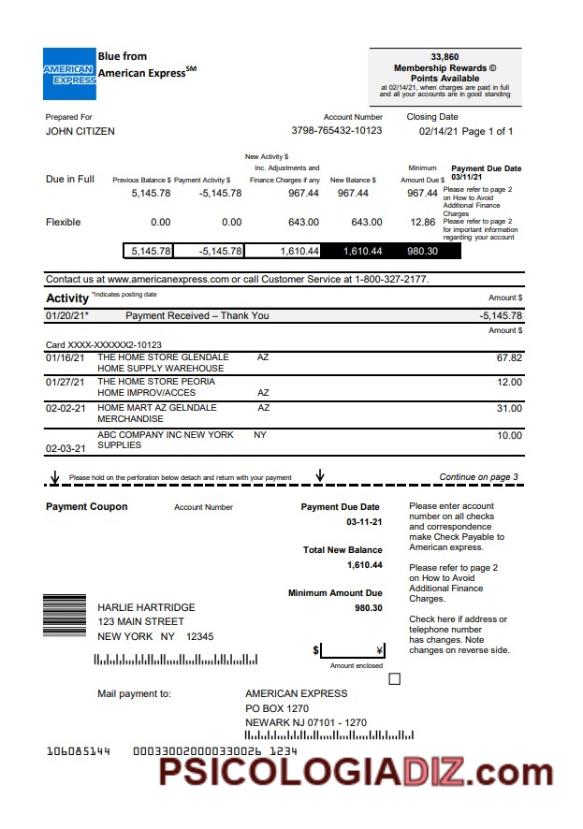 AMERICAN
EXPRESS
Blue from
American Express℠
33,860
Membership Rewards ©
Points Available
at 02/14/21, when charges are paid in full
and all your accounts are in good standing
Prepared For
JOHN CITIZEN
Account Number
3798-765432-10123
Closing Date
02/14/21 Page 1 of 1
New Activity $
Inc. Adjustments and
Previous Balance $ Payment Activity $ Finance Charges if any New Balance $
Minimum
Amount Due $
Payment Due Date
03/11/21
Due in Full 5,145.78 -5,145.78 967.44 967.44 967.44
Please refer to page 2
on How to Avoid
Additional Finance
Charges
Flexible 0.00 0.00 643.00 643.00 12.86
Please refer to page 2
for important information
regarding your account
5,145.78 -5,145.78 1,610.44 1,610.44 980.30
Contact us at www.americanexpress.com or call Customer Service at 1-800-327-2177.
Activity *Indicates posting date Amount $
01/20/21* Payment Received – Thank You -5,145.78
Amount $
Card XXXX-XXXXXX2-10123
01/16/21 THE HOME STORE GLENDALE AZ 67.82
HOME SUPPLY WAREHOUSE
01/27/21 THE HOME STORE PEORIA 12.00
HOME IMPROV/ACCES AZ
02-02-21 HOME MART AZ GELNDALE AZ 31.00
MERCHANDISE
ABC COMPANY INC NEW YORK NY 10.00
02-03-21 SUPPLIES
Please hold on the perforation below detach and return with your payment
Continue on page 3
Payment Coupon
Account Number
Payment Due Date
03-11-21
Total New Balance
1,610.44
Minimum Amount Due
980.30
Please enter account
number on all checks
and correspondence
make Check Payable to
American express.
Please refer to page 2
on How to Avoid
Additional Finance
Charges.
Check here if address or
telephone number
has changes. Note
changes on reverse side.
HARLIE HARTRIDGE
123 MAIN STREET
NEW YORK NY 12345
$ ¥
Amount enclosed
Mail payment to:
AMERICAN EXPRESS
PO BOX 1270
NEWARK NJ 07101 - 1270
106085144 000330020000330026 1234
PSICOLOGIADIZ.com